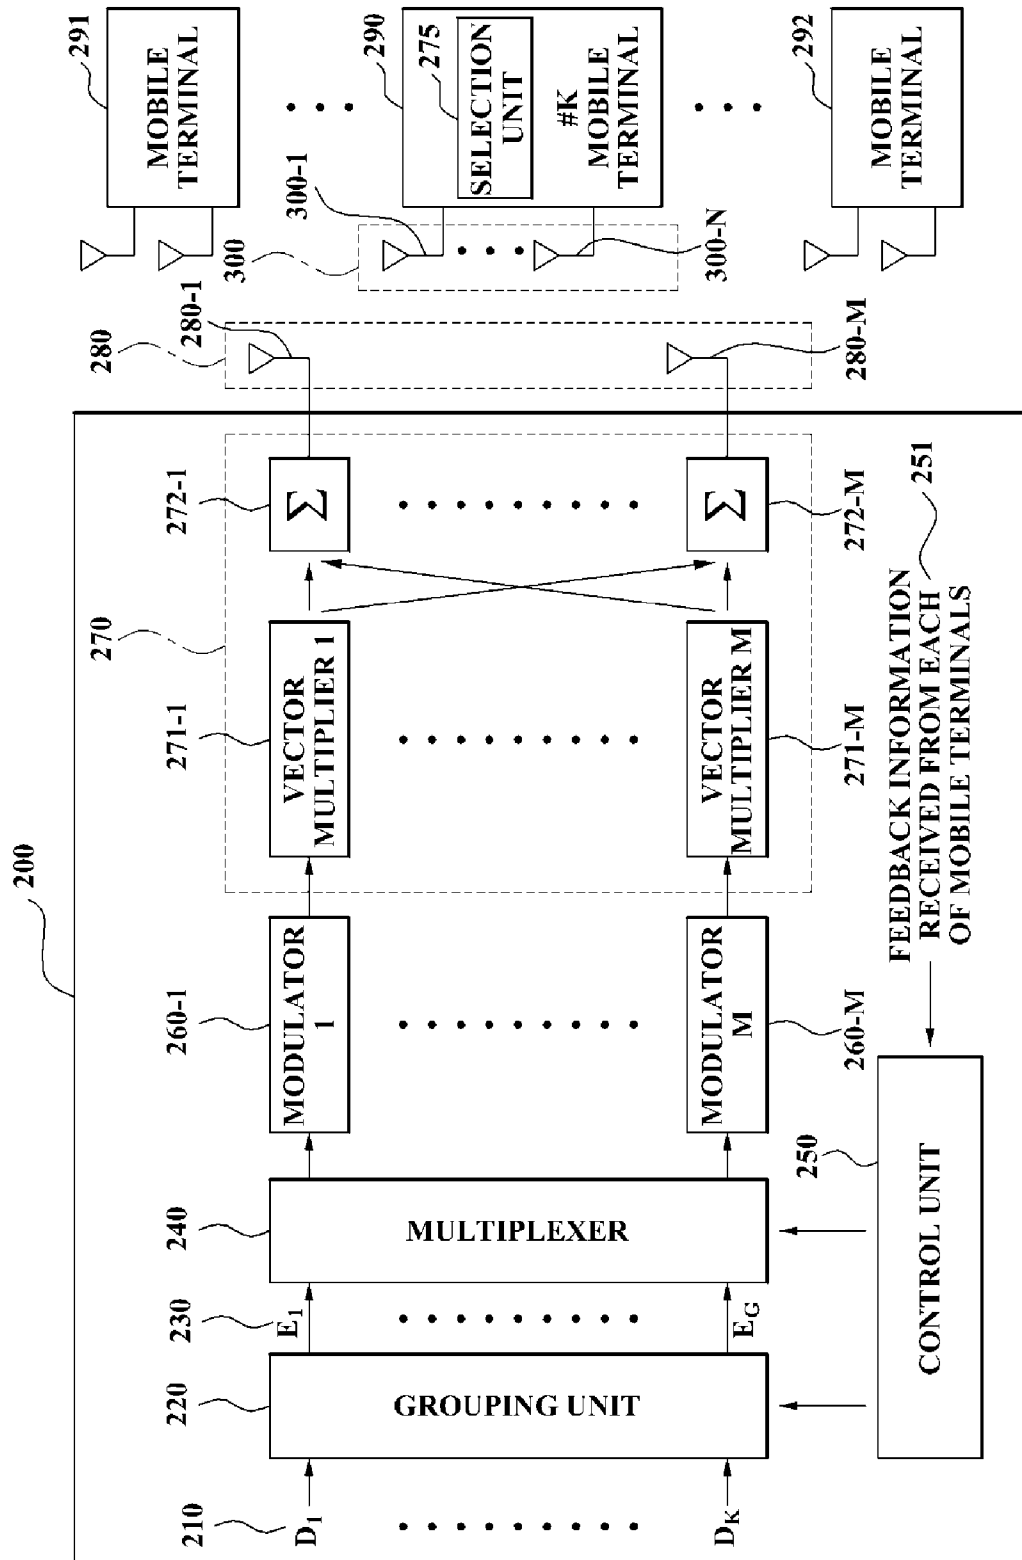 200
210
D1
DK
220
GROUPING UNIT
230
E1
EG
240
MULTIPLEXER
250
CONTROL UNIT
260-1
MODULATOR
1
260-M
MODULATOR
M
FEEDBACK INFORMATION
RECEIVED FROM EACH
OF MOBILE TERMINALS
251
270
271-1
VECTOR
MULTIPLIER 1
271-M
VECTOR
MULTIPLIER M
272-1
Σ
272-M
Σ
280
280-1
280-M
300
300-1
300-N
291
MOBILE
TERMINAL
290
275
SELECTION
UNIT
#K
MOBILE
TERMINAL
292
MOBILE
TERMINAL